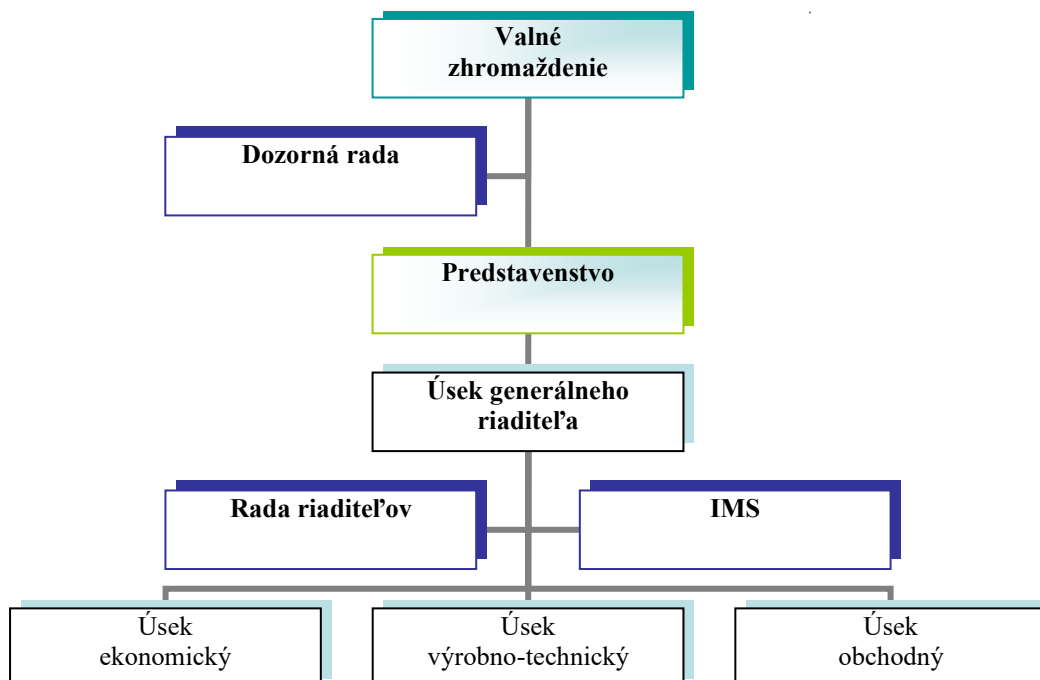 Valné
zhromaždenie
Dozorná rada
Predstavenstvo
Úsek generálneho
riaditeľa
Rada riaditeľov
IMS
Úsek
ekonomický
Úsek
výrobno-technický
Úsek
obchodný